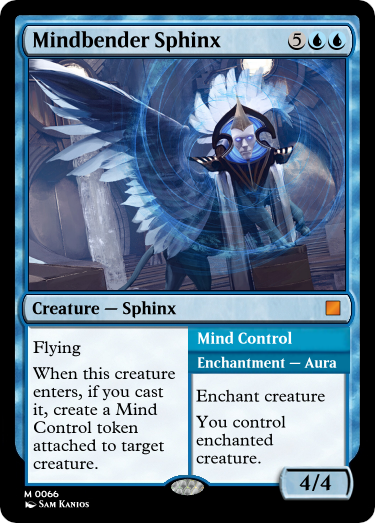 Mindbender Sphinx 5
Creature — Sphinx
Flying
When this creature
enters, if you cast
it, create a Mind
Control token
attached to target
creature.
Mind Control
Enchantment — Aura
Enchant creature
You control
enchanted
creature.
4/4
M 0066
Sam Kanios